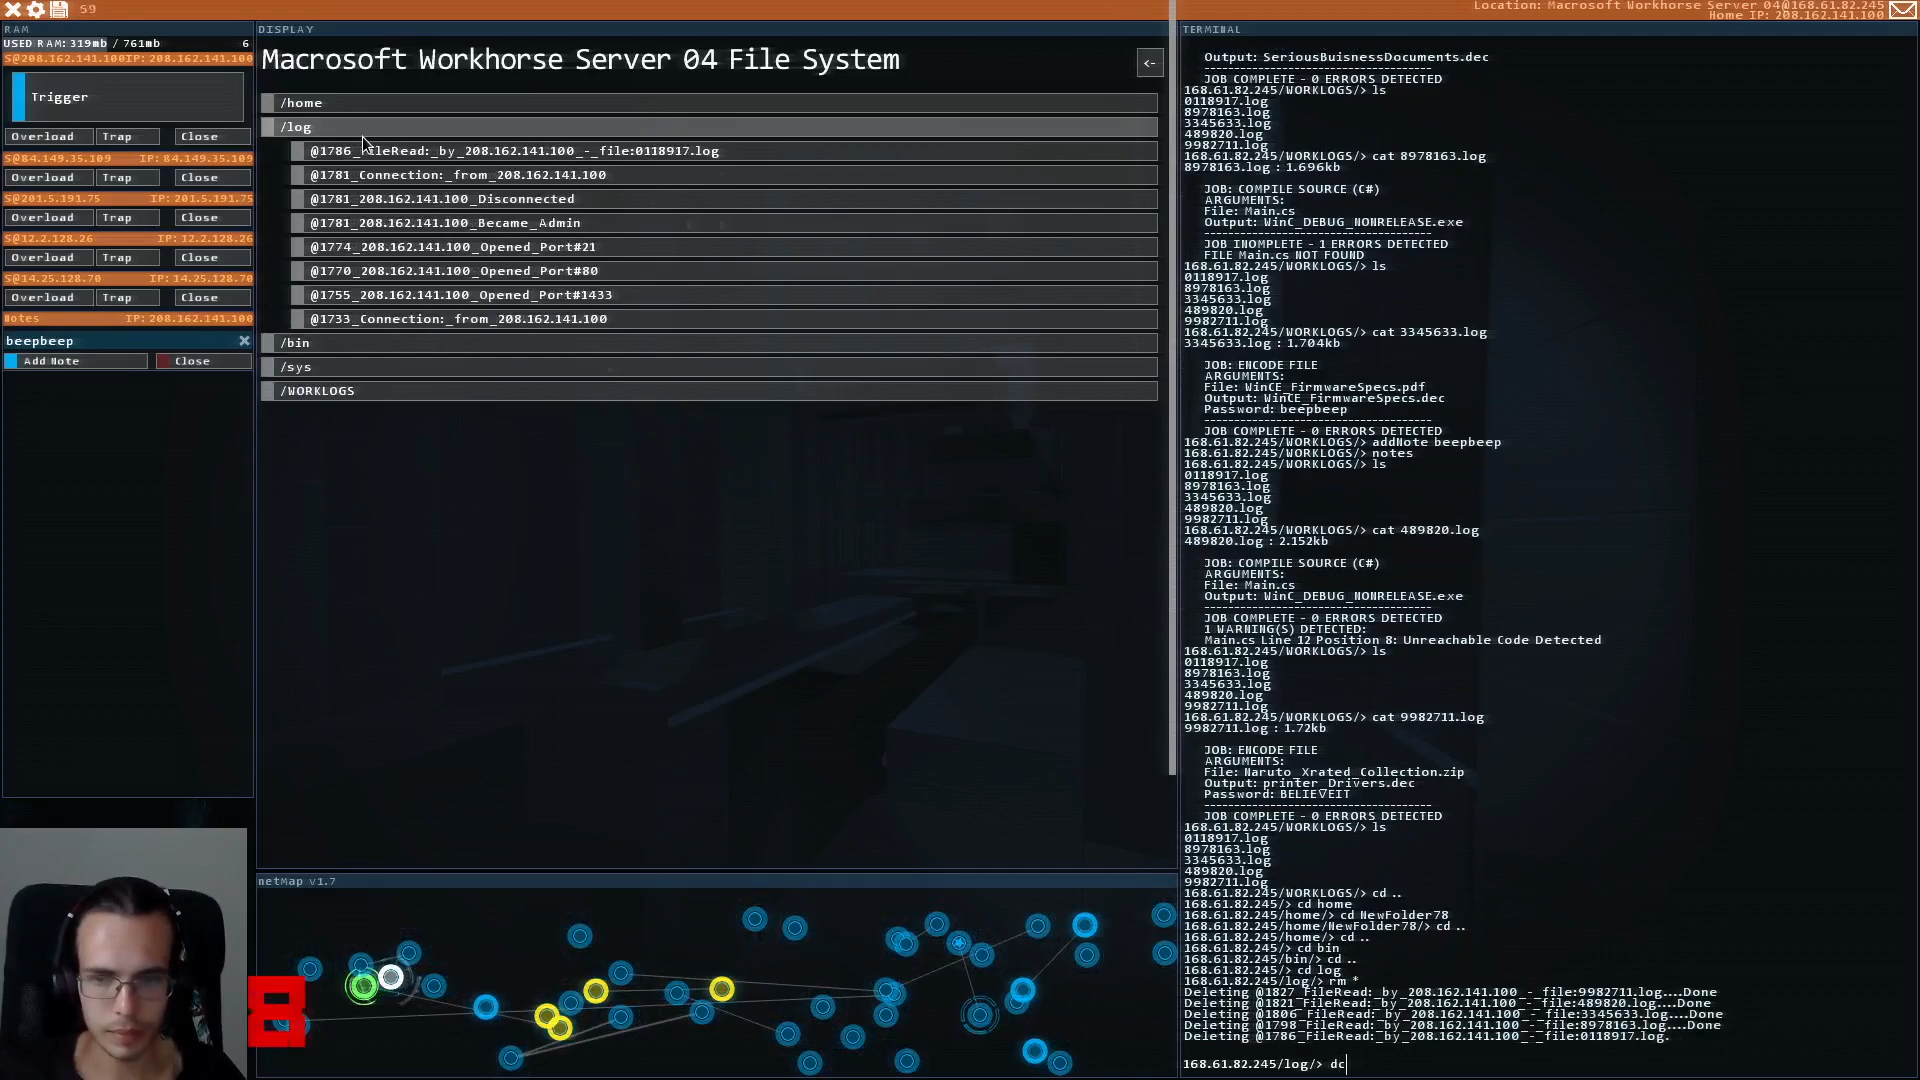 59
Location: Macrosoft Workhorse Server 04@168.61.82.245
Home IP: 208.162.141.100
RAM
USED RAM: 319mb / 761mb
6
S@208.162.141.100 IP: 208.162.141.100
Trigger
Overload Trap Close
S@84.149.35.109 IP: 84.149.35.109
Overload Trap Close
S@201.5.191.75 IP: 201.5.191.75
Overload Trap Close
S@12.2.128.26 IP: 12.2.128.26
Overload Trap Close
S@14.25.128.70 IP: 14.25.128.70
Overload Trap Close
Notes IP: 208.162.141.100
beepbeep
Add Note Close
8
DISPLAY
Macrosoft Workhorse Server 04 File System
<-
/home
/log
@1786_FileRead:_by_208.162.141.100_-_file:0118917.log
@1781_Connection:_from_208.162.141.100
@1781_208.162.141.100_Disconnected
@1781_208.162.141.100_Became_Admin
@1774_208.162.141.100_Opened_Port#21
@1770_208.162.141.100_Opened_Port#80
@1755_208.162.141.100_Opened_Port#1433
@1733_Connection:_from_208.162.141.100
/bin
/sys
/WORKLOGS
netMap v1.7
TERMINAL
Output: SeriousBuisnessDocuments.dec
------------------------------------
JOB COMPLETE - 0 ERRORS DETECTED
168.61.82.245/WORKLOGS/> ls
0118917.log
8978163.log
3345633.log
489820.log
9982711.log
168.61.82.245/WORKLOGS/> cat 8978163.log
8978163.log : 1.696kb
JOB: COMPILE SOURCE (C#)
ARGUMENTS:
File: Main.cs
Output: WinC_DEBUG_NONRELEASE.exe
------------------------------------
JOB INOMPLETE - 1 ERRORS DETECTED
FILE Main.cs NOT FOUND
168.61.82.245/WORKLOGS/> ls
0118917.log
8978163.log
3345633.log
489820.log
9982711.log
168.61.82.245/WORKLOGS/> cat 3345633.log
3345633.log : 1.704kb
JOB: ENCODE FILE
ARGUMENTS:
File: WinCE_FirmwareSpecs.pdf
Output: WinCE_FirmwareSpecs.dec
Password: beepbeep
------------------------------------
JOB COMPLETE - 0 ERRORS DETECTED
168.61.82.245/WORKLOGS/> addNote beepbeep
168.61.82.245/WORKLOGS/> notes
168.61.82.245/WORKLOGS/> ls
0118917.log
8978163.log
3345633.log
489820.log
9982711.log
168.61.82.245/WORKLOGS/> cat 489820.log
489820.log : 2.152kb
JOB: COMPILE SOURCE (C#)
ARGUMENTS:
File: Main.cs
Output: WinC_DEBUG_NONRELEASE.exe
------------------------------------
JOB COMPLETE - 0 ERRORS DETECTED
1 WARNING(S) DETECTED:
Main.cs Line 12 Position 8: Unreachable Code Detected
168.61.82.245/WORKLOGS/> ls
0118917.log
8978163.log
3345633.log
489820.log
9982711.log
168.61.82.245/WORKLOGS/> cat 9982711.log
9982711.log : 1.72kb
JOB: ENCODE FILE
ARGUMENTS:
File: Naruto_Xrated_Collection.zip
Output: printer_Drivers.dec
Password: BELIEVEIT
------------------------------------
JOB COMPLETE - 0 ERRORS DETECTED
168.61.82.245/WORKLOGS/> ls
0118917.log
8978163.log
3345633.log
489820.log
9982711.log
168.61.82.245/WORKLOGS/> cd ..
168.61.82.245/> cd home
168.61.82.245/home/> cd NewFolder78
168.61.82.245/home/NewFolder78/> cd ..
168.61.82.245/home/> cd ..
168.61.82.245/> cd bin
168.61.82.245/bin/> cd ..
168.61.82.245/> cd log
168.61.82.245/log/> rm *
Deleting @1827_FileRead:_by_208.162.141.100_-_file:9982711.log....Done
Deleting @1821_FileRead:_by_208.162.141.100_-_file:489820.log....Done
Deleting @1806_FileRead:_by_208.162.141.100_-_file:3345633.log....Done
Deleting @1798_FileRead:_by_208.162.141.100_-_file:8978163.log....Done
Deleting @1786_FileRead:_by_208.162.141.100_-_file:0118917.log.
168.61.82.245/log/> dc